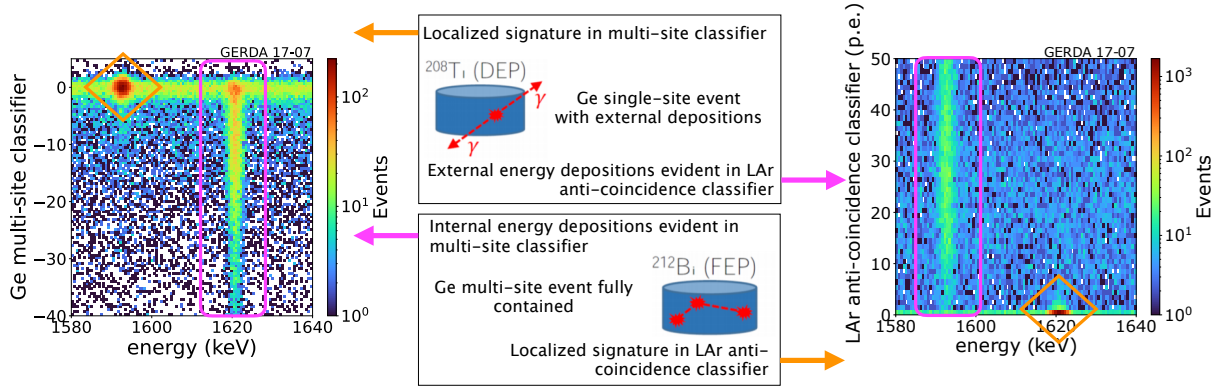 GERDA 17-07
Ge multi-site classifier
0
−10
−20
−30
−40
1580
1600
1620
1640
energy (keV)
10²
10¹
10⁰
Events
Localized signature in multi-site classifier
²⁰⁸Tl (DEP)
γ
γ
Ge single-site event
with external depositions
External energy depositions evident in LAr
anti-coincidence classifier
Internal energy depositions evident in
multi-site classifier
²¹²Bi (FEP)
Ge multi-site event fully
contained
Localized signature in LAr anti-
coincidence classifier
GERDA 17-07
LAr anti-coincidence classifier (p.e.)
50
40
30
20
10
0
1580
1600
1620
1640
energy (keV)
10³
10²
10¹
10⁰
Events